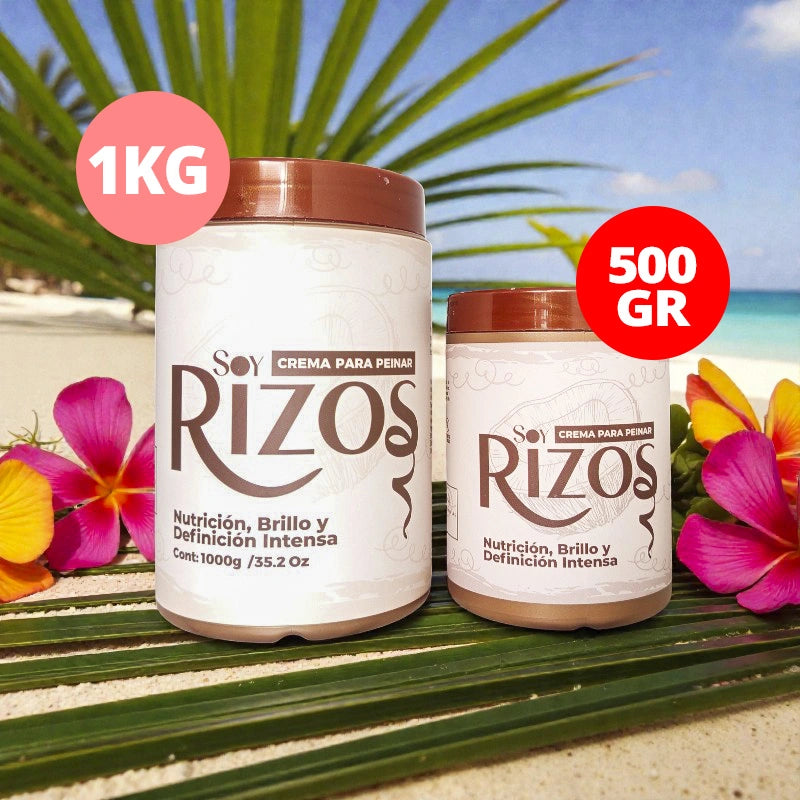 1KG
500
GR
SOY CREMA PARA PEINAR
RIZOS
Nutrición, Brillo y
Definición Intensa
Cont: 1000g /35.2 Oz
SOY CREMA PARA PEINAR
RIZOS
Nutrición, Brillo y
Definición Intensa